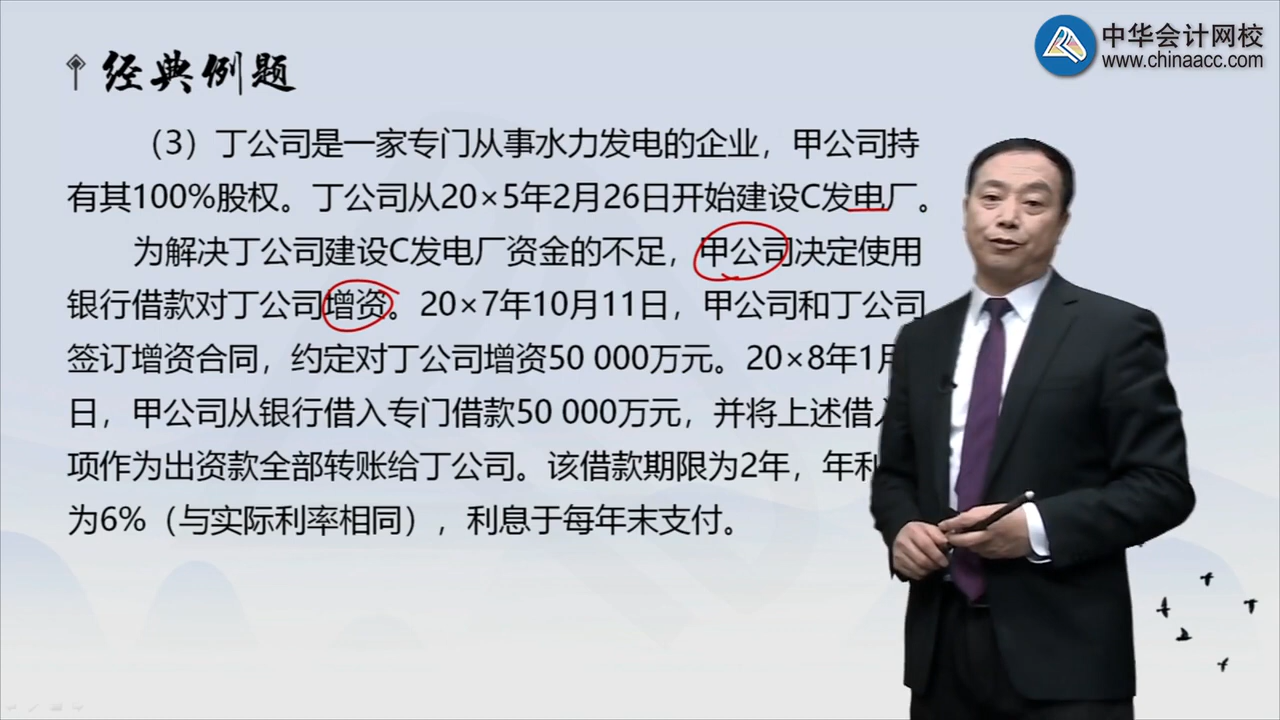 中华会计网校
www.chinaacc.com
经典例题
（3）丁公司是一家专门从事水力发电的企业，甲公司持
有其100%股权。丁公司从20×5年2月26日开始建设C发电厂。
为解决丁公司建设C发电厂资金的不足，甲公司决定使用
银行借款对丁公司增资。20×7年10月11日，甲公司和丁公司
签订增资合同，约定对丁公司增资50 000万元。20×8年1月
日，甲公司从银行借入专门借款50 000万元，并将上述借入
项作为出资款全部转账给丁公司。该借款期限为2年，年利
为6%（与实际利率相同），利息于每年末支付。